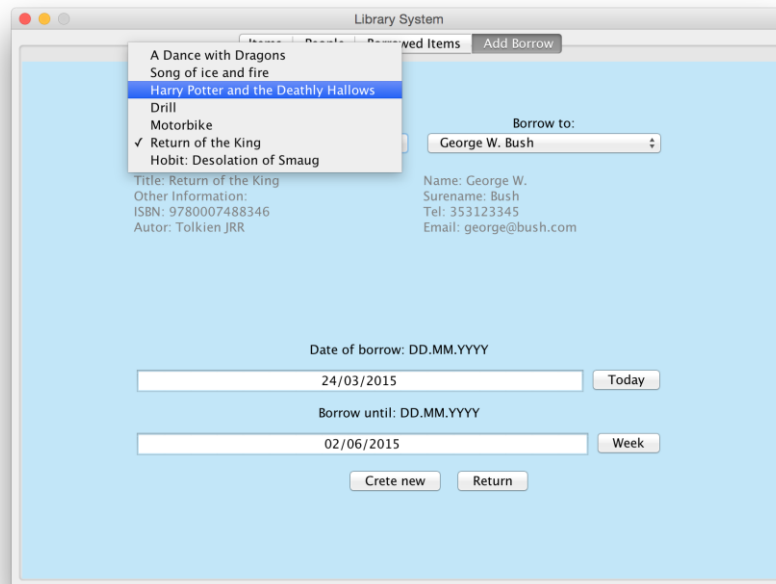 Library System
Items People Borrowed Items Add Borrow
A Dance with Dragons
Song of ice and fire
Harry Potter and the Deathly Hallows
Drill
Motorbike
✓ Return of the King
Hobit: Desolation of Smaug
Borrow to:
George W. Bush
Title: Return of the King
Other Information:
ISBN: 9780007488346
Autor: Tolkien JRR
Name: George W.
Surename: Bush
Tel: 353123345
Email: george@bush.com
Date of borrow: DD.MM.YYYY
24/03/2015 Today
Borrow until: DD.MM.YYYY
02/06/2015 Week
Crete new Return